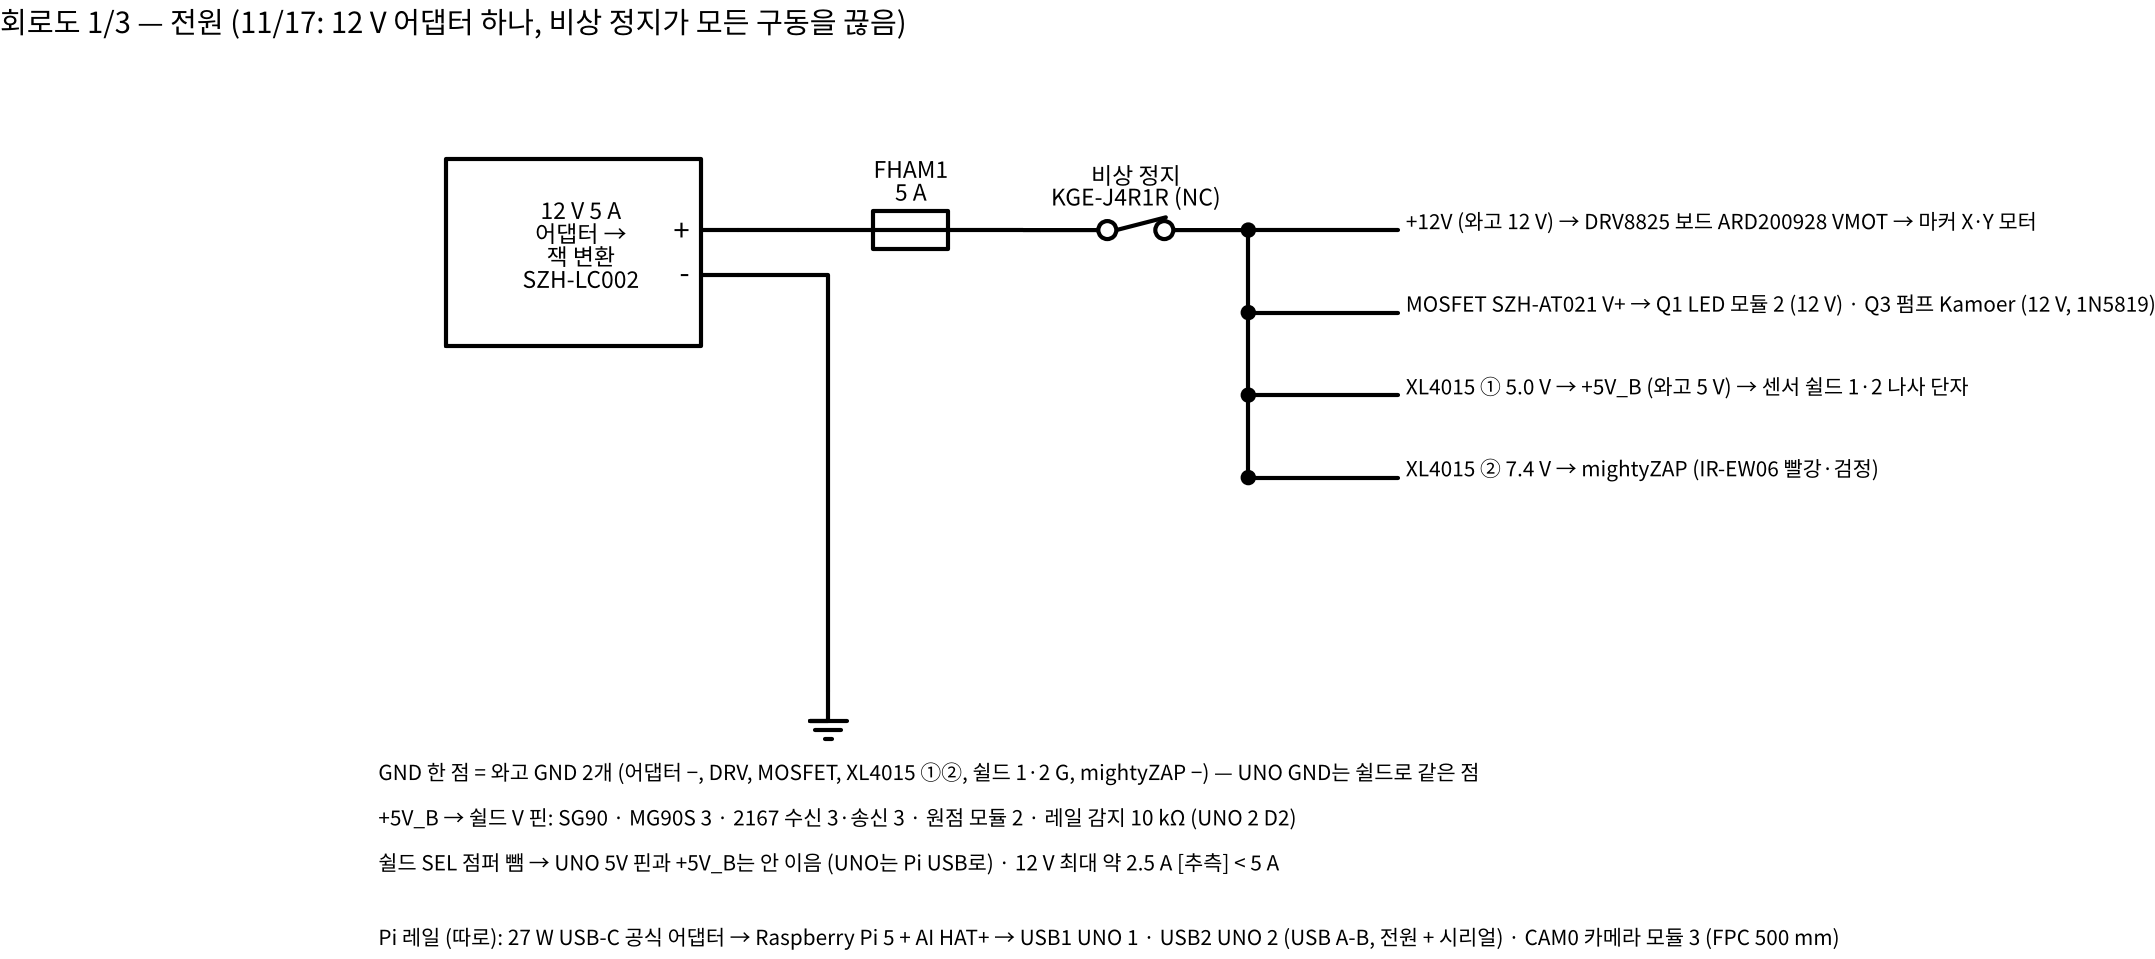 회로도 1/3 — 전원 (11/17: 12 V 어댑터 하나, 비상 정지가 모든 구동을 끊음)
12 V 5 A
어댑터 →
잭 변환
SZH-LC002
+
-
FHAM1
5 A
비상 정지
KGE-J4R1R (NC)
+12V (와고 12 V) → DRV8825 보드 ARD200928 VMOT → 마커 X·Y 모터
MOSFET SZH-AT021 V+ → Q1 LED 모듈 2 (12 V) · Q3 펌프 Kamoer (12 V, 1N5819)
XL4015 ① 5.0 V → +5V_B (와고 5 V) → 센서 쉴드 1·2 나사 단자
XL4015 ② 7.4 V → mightyZAP (IR-EW06 빨강·검정)
GND 한 점 = 와고 GND 2개 (어댑터 −, DRV, MOSFET, XL4015 ①②, 쉴드 1·2 G, mightyZAP −) — UNO GND는 쉴드로 같은 점
+5V_B → 쉴드 V 핀: SG90 · MG90S 3 · 2167 수신 3·송신 3 · 원점 모듈 2 · 레일 감지 10 kΩ (UNO 2 D2)
쉴드 SEL 점퍼 뺌 → UNO 5V 핀과 +5V_B는 안 이음 (UNO는 Pi USB로) · 12 V 최대 약 2.5 A [추측] < 5 A
Pi 레일 (따로): 27 W USB-C 공식 어댑터 → Raspberry Pi 5 + AI HAT+ → USB1 UNO 1 · USB2 UNO 2 (USB A-B, 전원 + 시리얼) · CAM0 카메라 모듈 3 (FPC 500 mm)